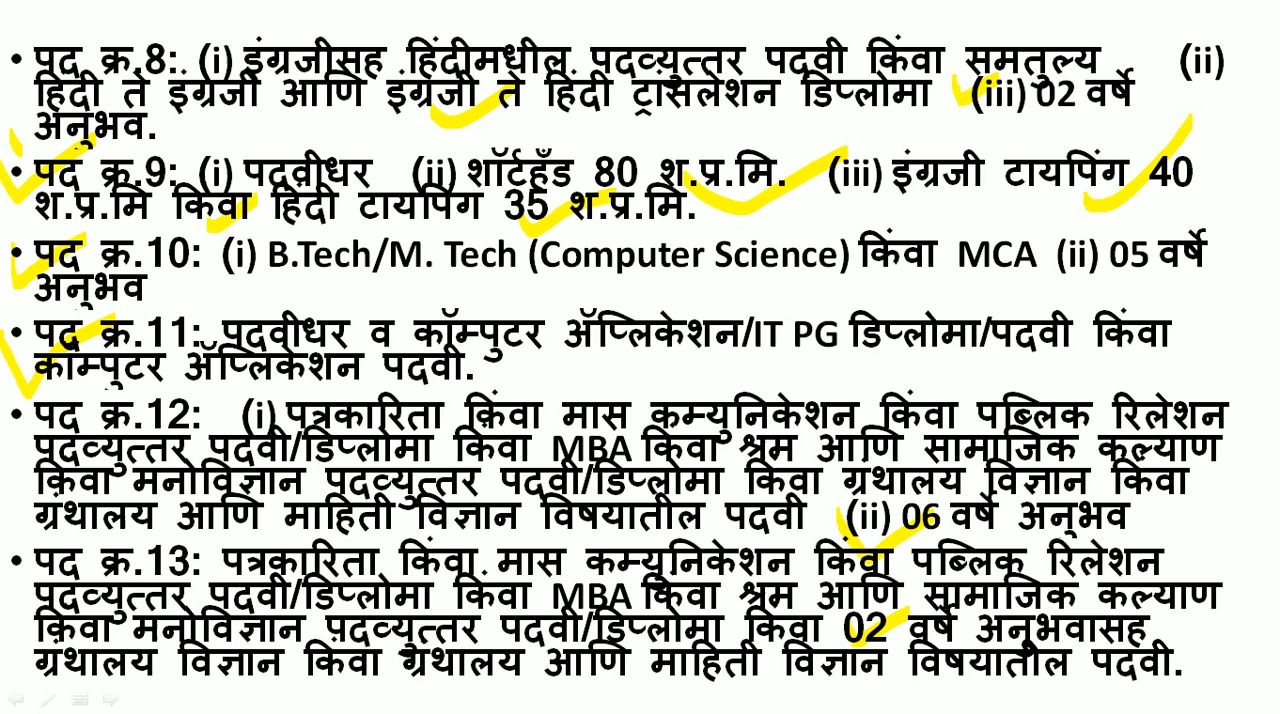 • पद क्र.8: (i) इंग्रजीसह हिंदीमधील पदव्युत्तर पदवी किंवा समतुल्य (ii)
हिंदी ते इंग्रजी आणि इंग्रजी ते हिंदी ट्रांसलेशन डिप्लोमा (iii) 02 वर्षे
अनुभव.
• पद क्र.9: (i) पदवीधर (ii) शॉर्टहँड 80 श.प्र.मि. (iii) इंग्रजी टायपिंग 40
श.प्र.मि किंवा हिंदी टायपिंग 35 श.प्र.मि.
• पद क्र.10: (i) B.Tech/M. Tech (Computer Science) किंवा MCA (ii) 05 वर्षे
अनुभव
• पद क्र.11: पदवीधर व कॉम्पुटर ॲप्लिकेशन/IT PG डिप्लोमा/पदवी किंवा
कॉम्पुटर ॲप्लिकेशन पदवी.
• पद क्र.12: (i) पत्रकारिता किंवा मास कम्युनिकेशन किंवा पब्लिक रिलेशन
पदव्युत्तर पदवी/डिप्लोमा किंवा MBA किंवा श्रम आणि सामाजिक कल्याण
किंवा मनोविज्ञान पदव्युत्तर पदवी/डिप्लोमा किंवा ग्रंथालय विज्ञान किंवा
ग्रंथालय आणि माहिती विज्ञान विषयातील पदवी (ii) 06 वर्षे अनुभव
• पद क्र.13: पत्रकारिता किंवा मास कम्युनिकेशन किंवा पब्लिक रिलेशन
पदव्युत्तर पदवी/डिप्लोमा किंवा MBA किंवा श्रम आणि सामाजिक कल्याण
किंवा मनोविज्ञान पदव्युत्तर पदवी/डिप्लोमा किंवा 02 वर्षे अनुभवासह
ग्रंथालय विज्ञान किंवा ग्रंथालय आणि माहिती विज्ञान विषयातील पदवी.